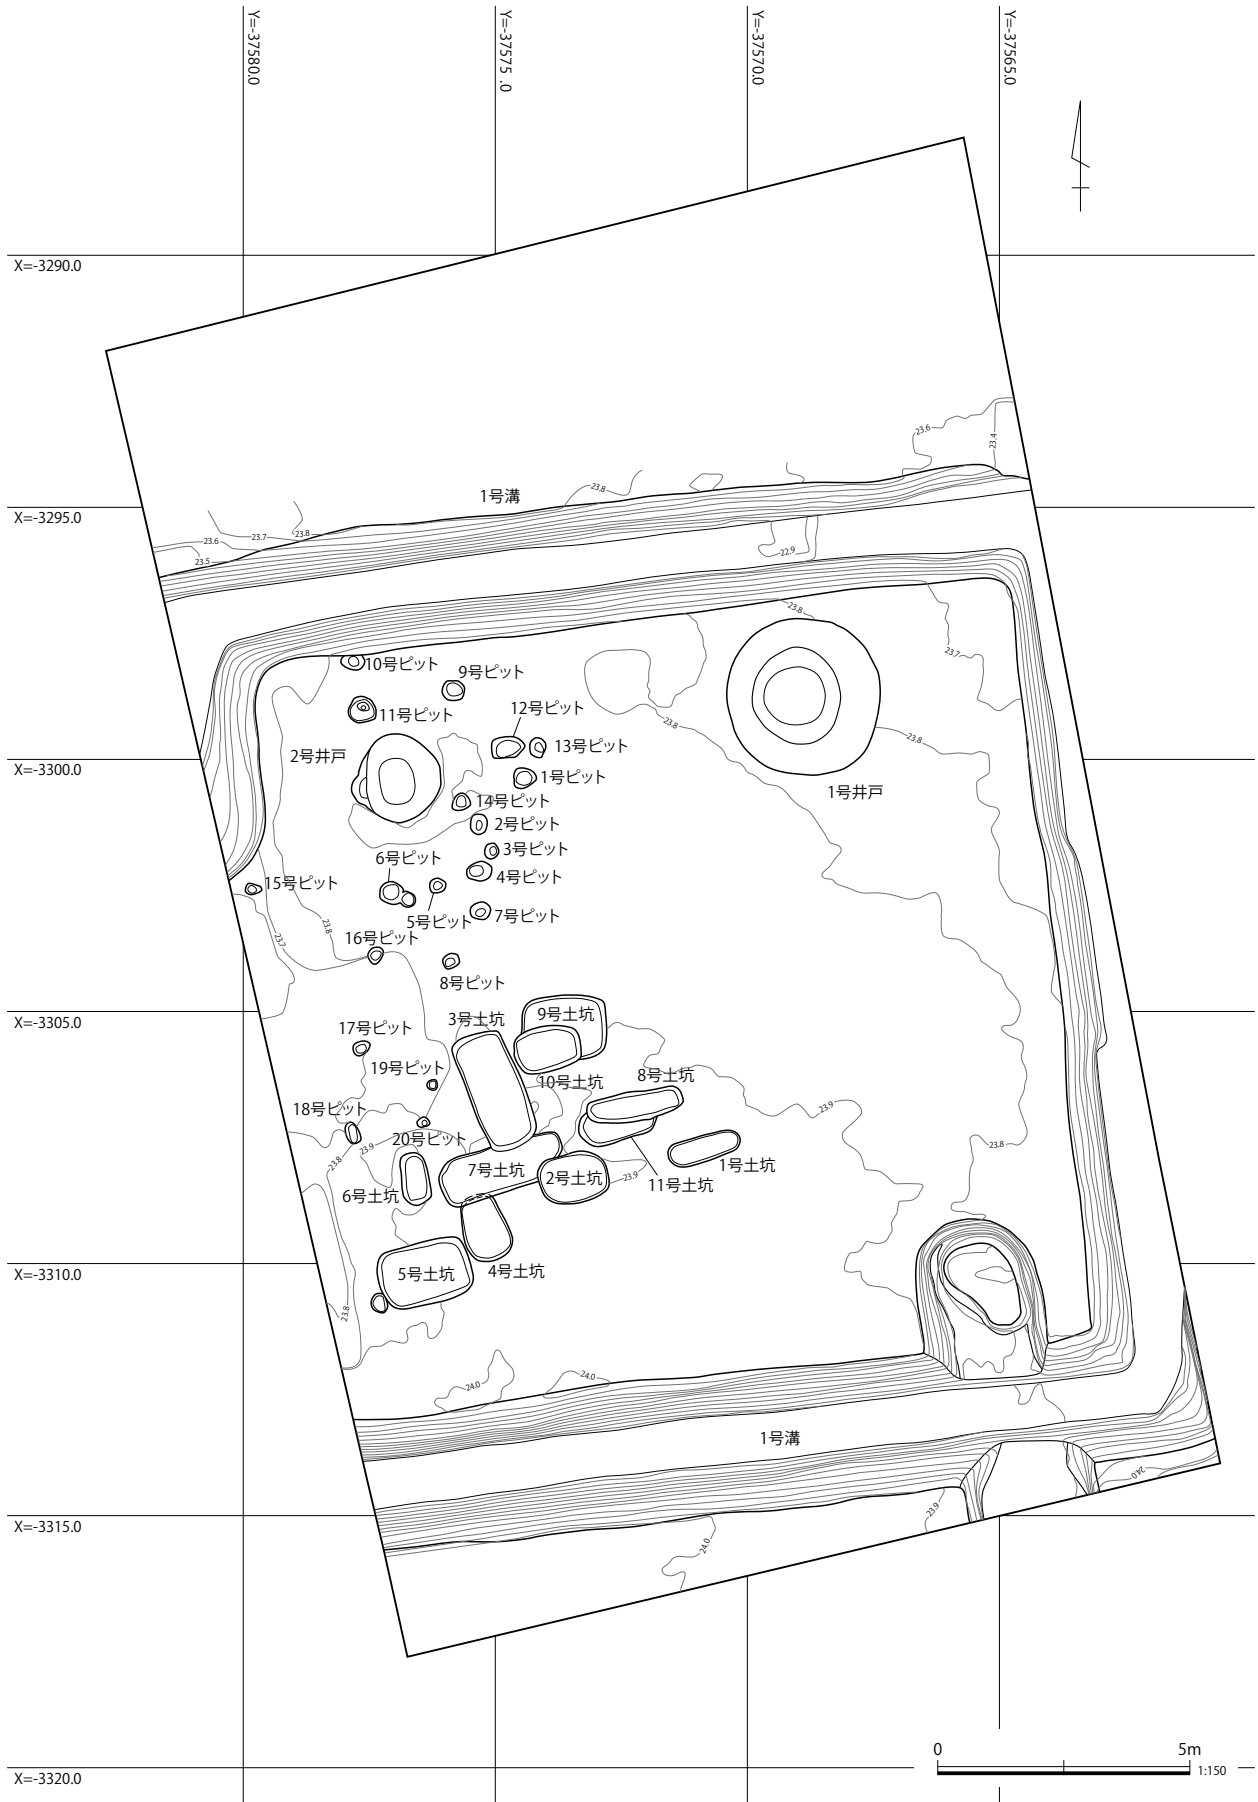 Y=-37580.0
Y=-37575 .0
Y=-37570.0
Y=-37565.0
X=-3290.0
23.6
23.4
1号溝
23.8
X=-3295.0
23.6
23.7
23.8
23.5
22.9
23.8
10号ピット
9号ピット
23.7
11号ピット
12号ピット
23.8
2号井戸
13号ピット
23.8
X=-3300.0
1号ピット
1号井戸
14号ピット
2号ピット
3号ピット
6号ピット
4号ピット
15号ピット
5号ピット
7号ピット
23.8
23.7
16号ピット
8号ピット
X=-3305.0
3号土坑
9号土坑
17号ピット
19号ピット
10号土坑
8号土坑
18号ピット
23.9
20号ピット
23.9
23.8
23.8
7号土坑
1号土坑
2号土坑
23.9
11号土坑
6号土坑
5号土坑
4号土坑
X=-3310.0
23.8
24.0
24.0
1号溝
24.0
23.9
X=-3315.0
24.0
0
5m
1:150
X=-3320.0